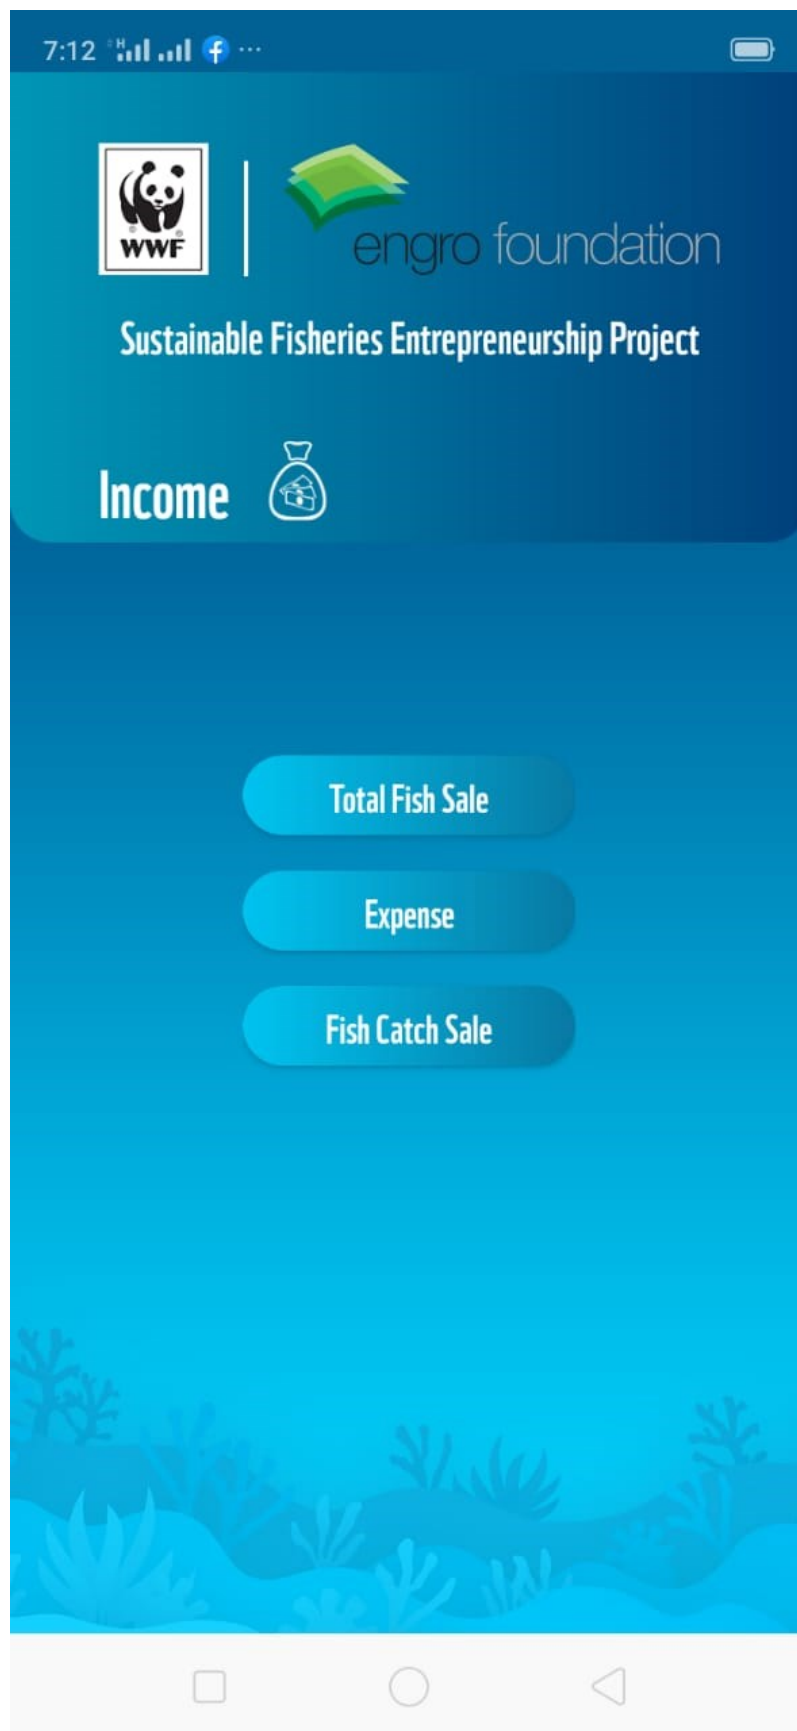 7:12 H
WWF
engro foundation
Sustainable Fisheries Entrepreneurship Project
Income
Total Fish Sale
Expense
Fish Catch Sale